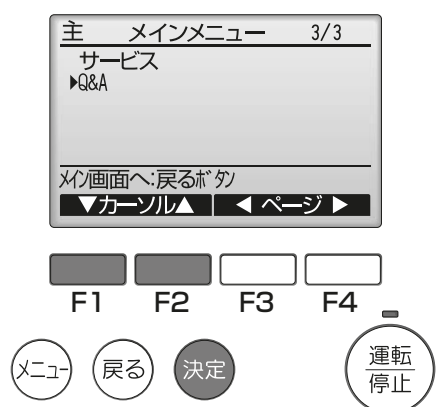 主 メインメニュー 3/3
サービス
▶Q&A
メイン画面へ:戻るボタン
▼カーソル▲ ◀ ページ ▶
F1 F2 F3 F4
メニュー 戻る 決定 運転
停止